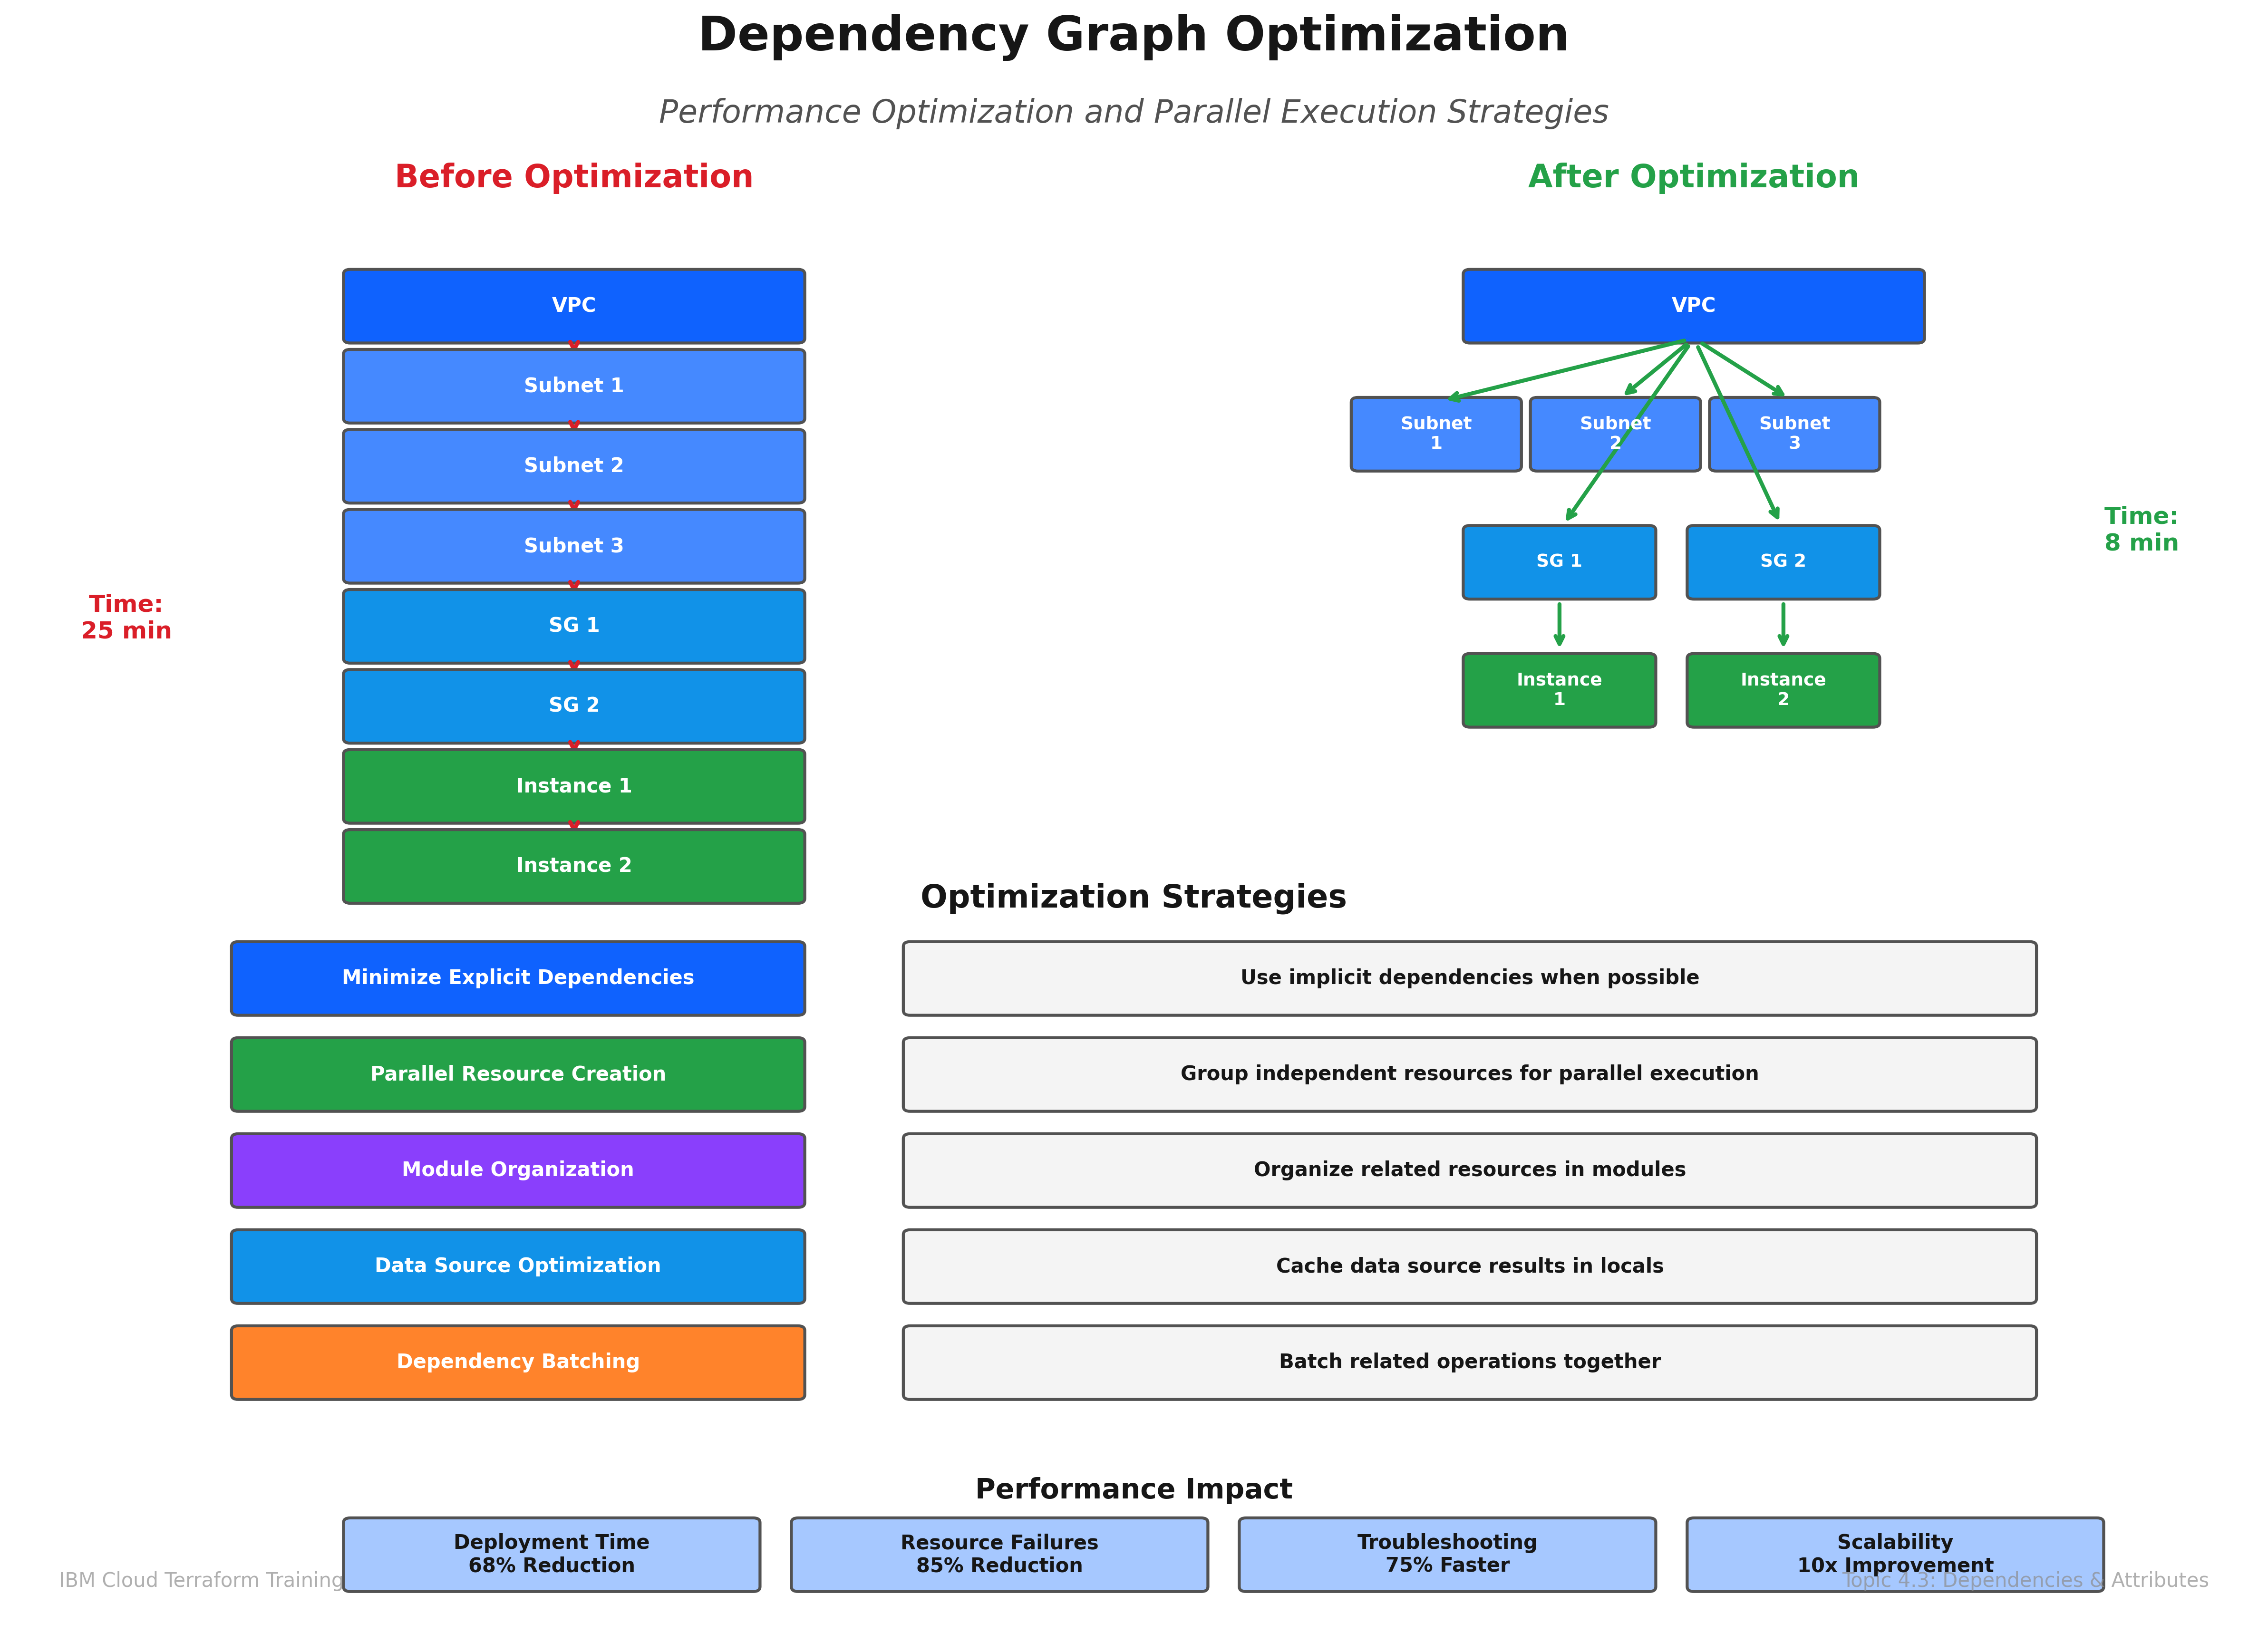 Dependency Graph Optimization
Performance Optimization and Parallel Execution Strategies
Before Optimization
VPC
Subnet 1
Subnet 2
Subnet 3
SG 1
SG 2
Instance 1
Instance 2
Time:
25 min
After Optimization
VPC
Subnet
1
Subnet
2
Subnet
3
SG 1
SG 2
Instance
1
Instance
2
Time:
8 min
Optimization Strategies
Minimize Explicit Dependencies
Use implicit dependencies when possible
Parallel Resource Creation
Group independent resources for parallel execution
Module Organization
Organize related resources in modules
Data Source Optimization
Cache data source results in locals
Dependency Batching
Batch related operations together
Performance Impact
Deployment Time
68% Reduction
Resource Failures
85% Reduction
Troubleshooting
75% Faster
Scalability
10x Improvement
IBM Cloud Terraform Training
Topic 4.3: Dependencies & Attributes